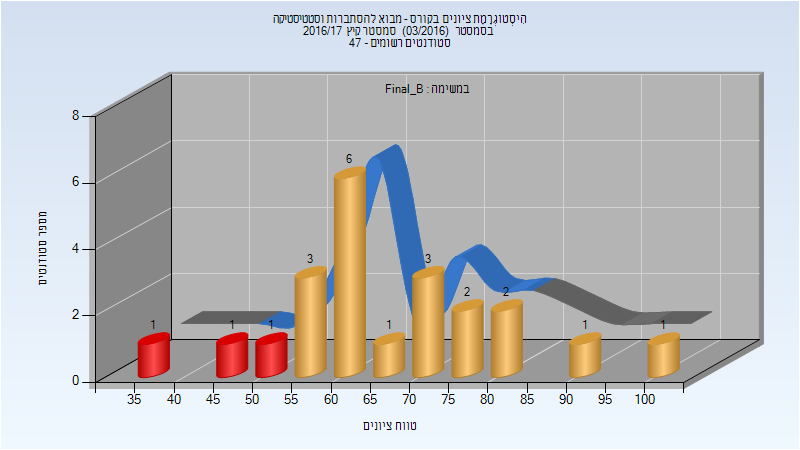 היסטוגרמת ציונים בקורס - מבוא להסתברות וסטטיסטיקה
בסמסטר (03/2016) סמסטר קיץ 2016/17
סטודנטים רשומים - 47
במשימה : Final_B
מספר סטודנטים
8
6
4
2
0
1
1
1
3
6
1
3
2
2
1
1
35 40 45 50 55 60 65 70 75 80 85 90 95 100
טווח ציונים